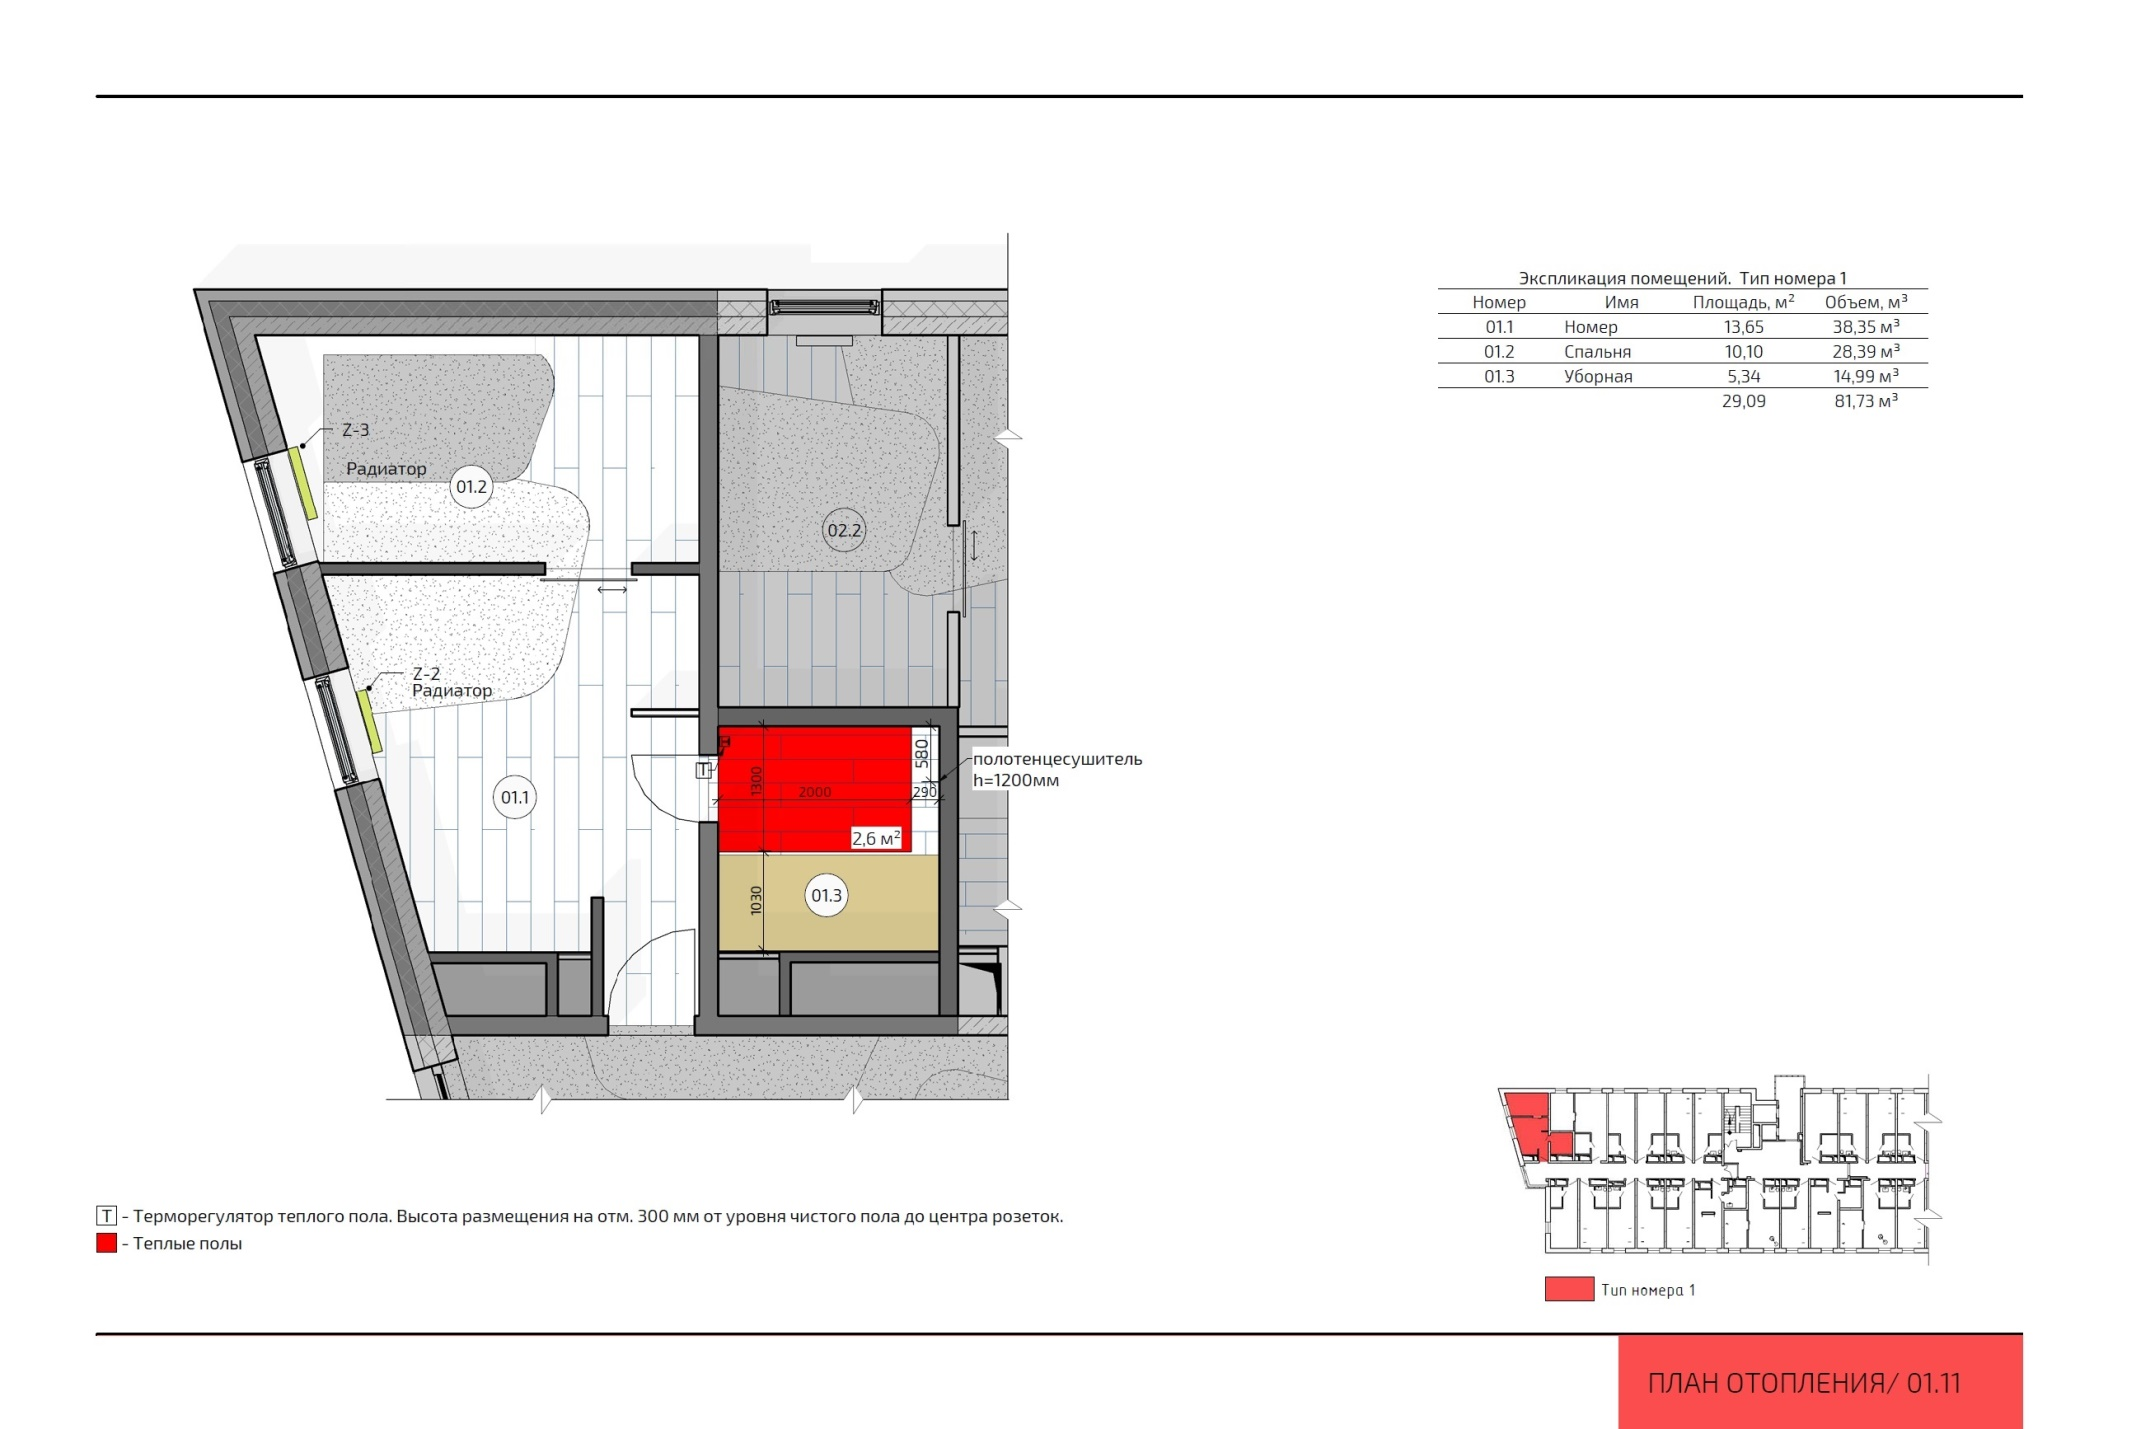 Экспликация помещений. Тип номера 1
Номер Имя Площадь, м² Объем, м³
01.1 Номер 13,65 38,35 м³
01.2 Спальня 10,10 28,39 м³
01.3 Уборная 5,34 14,99 м³
29,09 81,73 м³
Z-3
Радиатор
01.2
02.2
Z-2
Радиатор
01.1
T
1300
2000
580
290
полотенцесушитель
h=1200мм
2,6 м²
1030
01.3
T - Терморегулятор теплого пола. Высота размещения на отм. 300 мм от уровня чистого пола до центра розеток.
- Теплые полы
Тип номера 1
ПЛАН ОТОПЛЕНИЯ/ 01.11